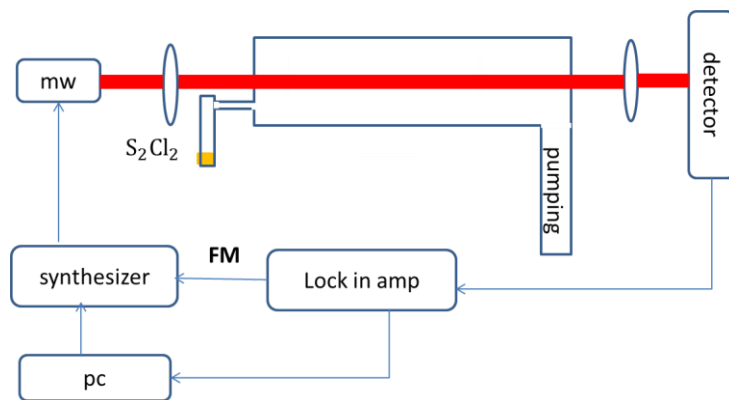 mw
detector
S₂Cl₂
pumping
FM
synthesizer
Lock in amp
pc